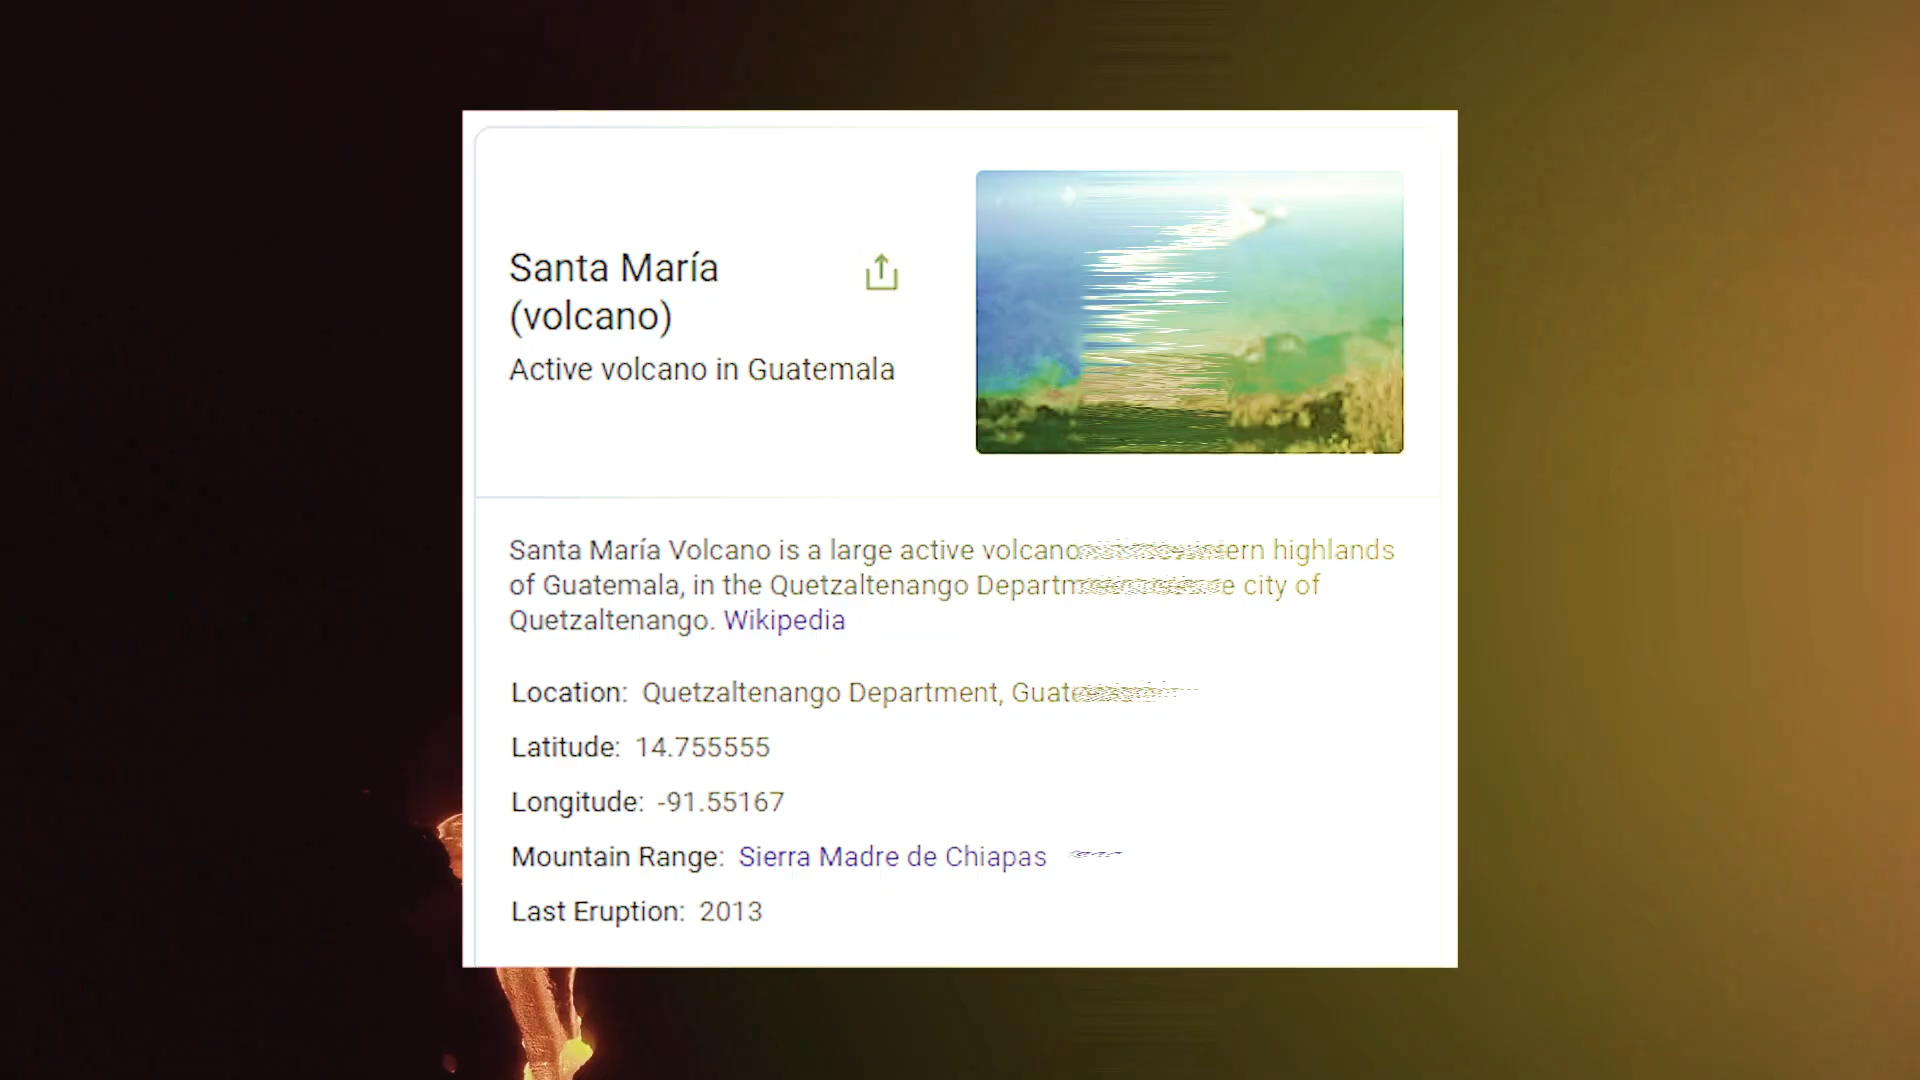 Santa María
(volcano)
Active volcano in Guatemala
Santa María Volcano is a large active volcano highlands
of Guatemala, in the Quetzaltenango city of
Quetzaltenango. Wikipedia
Location: Quetzaltenango Department,
Latitude: 14.755555
Longitude: -91.55167
Mountain Range: Sierra Madre de Chiapas
Last Eruption: 2013